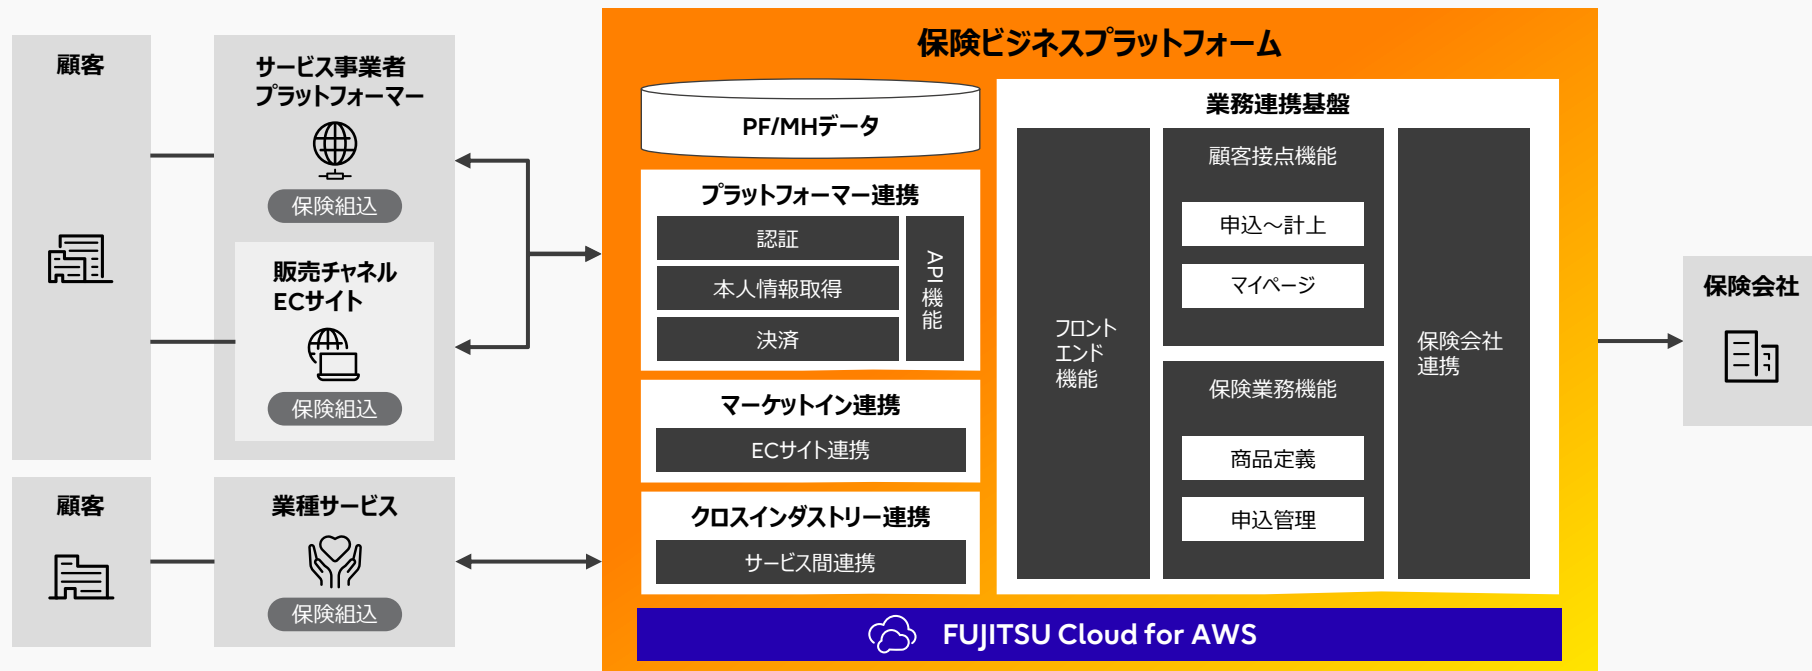 顧客
サービス事業者
プラットフォーマー
保険組込
販売チャネル
ECサイト
保険組込
顧客
業種サービス
保険組込
保険ビジネスプラットフォーム
PF/MHデータ
プラットフォーマー連携
認証
本人情報取得
決済
API機能
マーケットイン連携
ECサイト連携
クロスインダストリー連携
サービス間連携
業務連携基盤
フロント
エンド
機能
顧客接点機能
申込～計上
マイページ
保険業務機能
商品定義
申込管理
保険会社
連携
FUJITSU Cloud for AWS
保険会社